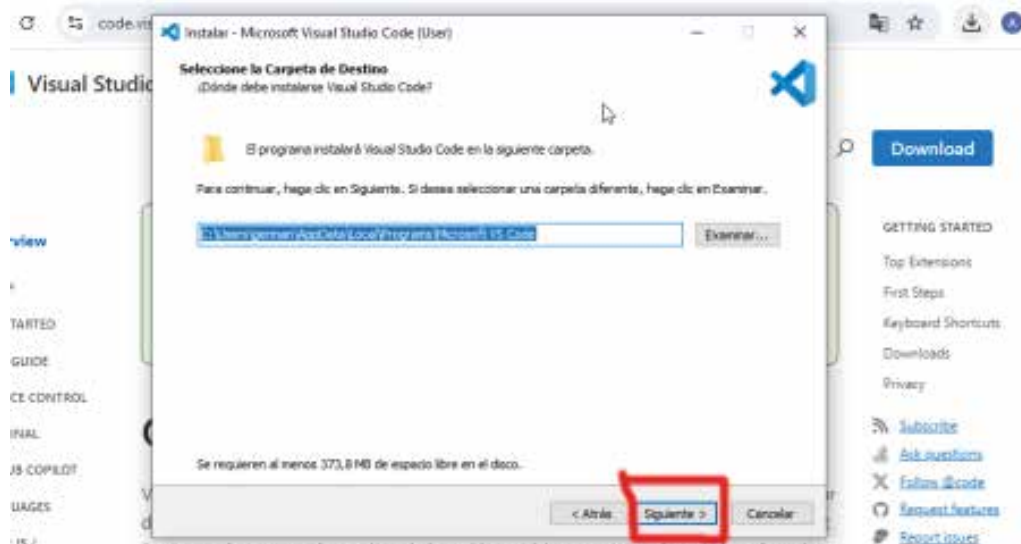 code.vis
Instalar - Microsoft Visual Studio Code (User)
Visual Studio
Seleccione la Carpeta de Destino
¿Dónde debe instalarse Visual Studio Code?
El programa instalará Visual Studio Code en la siguiente carpeta.
Download
Para continuar, haga clic en Siguiente. Si desea seleccionar una carpeta diferente, haga clic en Examinar.
Examinar...
rview
TARTED
GUIDE
CE CONTROL
INAL
UB COPILOT
UAGES
GETTING STARTED
Top Extensions
First Steps
Keyboard Shortcuts
Downloads
Privacy
Subscribe
Ask questions
Follow @code
Request features
Report issues
Se requieren al menos 373,8 MB de espacio libre en el disco.
< Atrás
Siguiente >
Cancelar